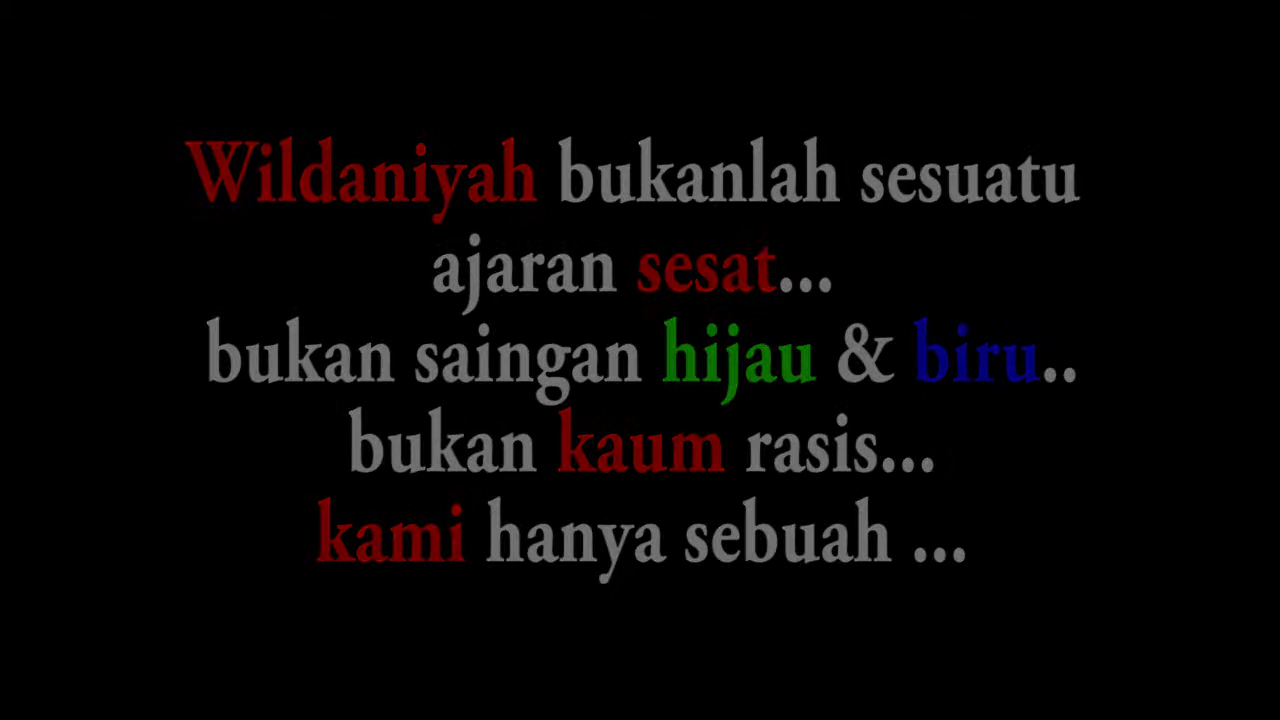 Wildaniyah bukanlah sesuatu
ajaran sesat...
bukan saingan hijau & biru..
bukan kaum rasis...
kami hanya sebuah ...